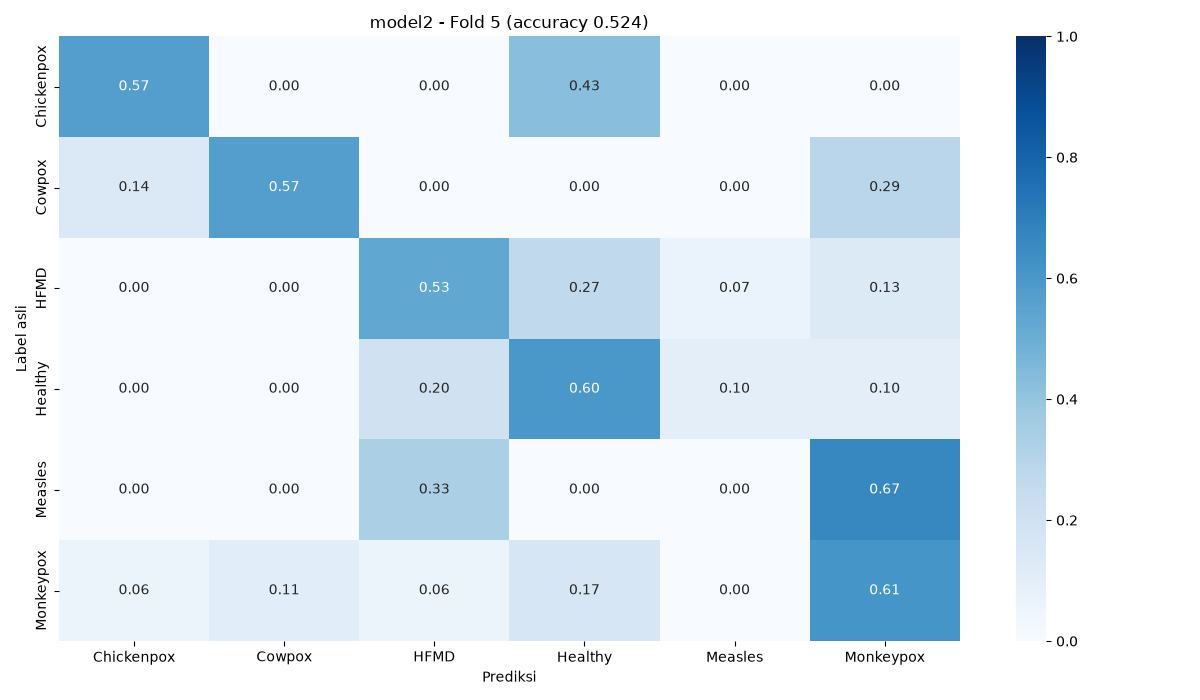 model2 - Fold 5 (accuracy 0.524)
Label asli
Chickenpox 0.57 0.00 0.00 0.43 0.00 0.00
Cowpox 0.14 0.57 0.00 0.00 0.00 0.29
HFMD 0.00 0.00 0.53 0.27 0.07 0.13
Healthy 0.00 0.00 0.20 0.60 0.10 0.10
Measles 0.00 0.00 0.33 0.00 0.00 0.67
Monkeypox 0.06 0.11 0.06 0.17 0.00 0.61
Chickenpox Cowpox HFMD Healthy Measles Monkeypox
Prediksi
1.0
0.8
0.6
0.4
0.2
0.0